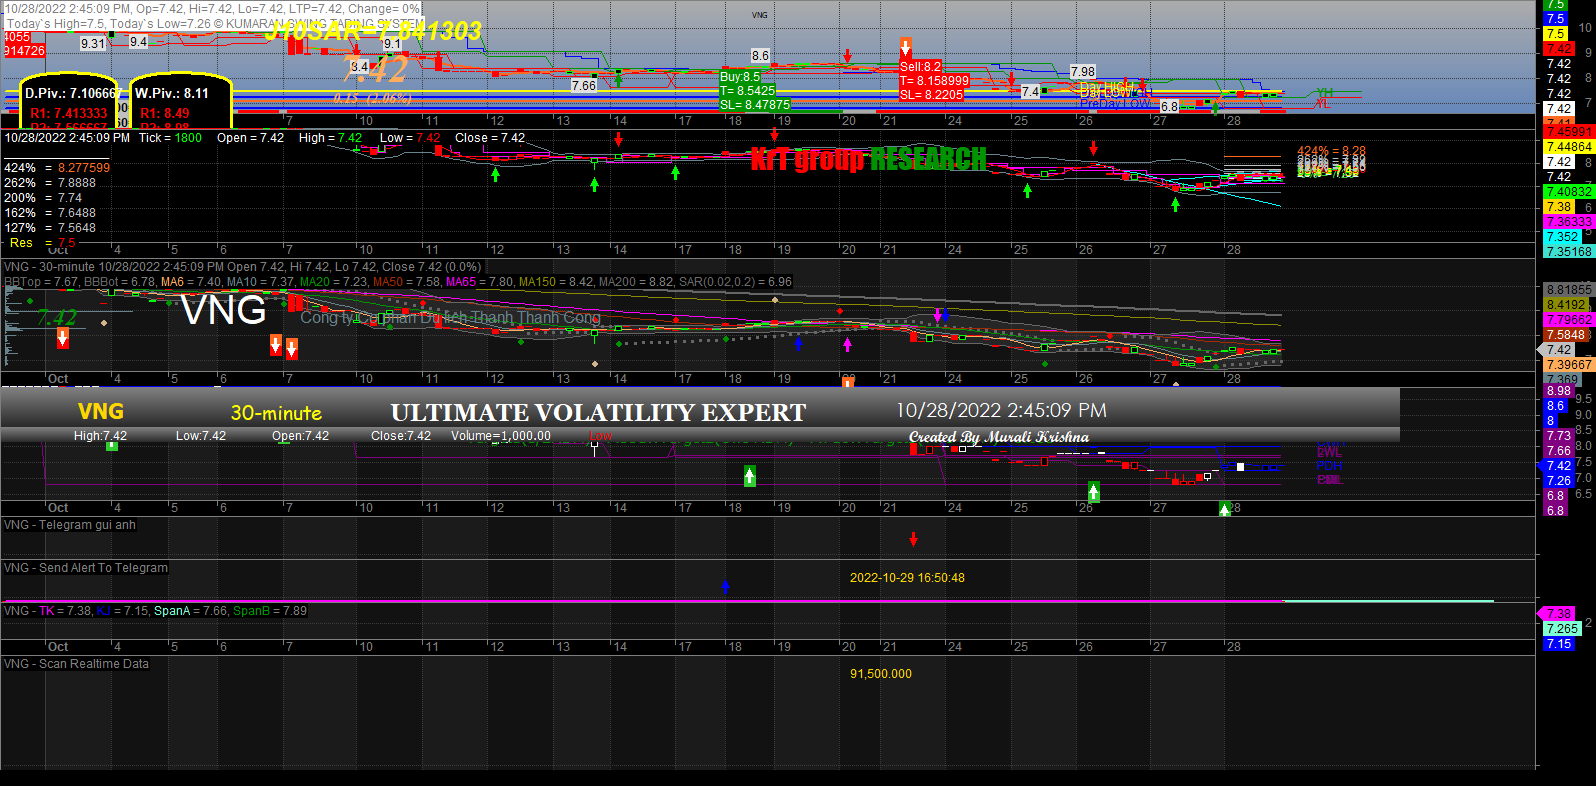 10/28/2022 2:45:09 PM, Op=7.42, Hi=7.42, Lo=7.42, LTP=7.42, Change= 0%
Today`s High=7.5, Today`s Low=7.26 © KUMARAN SWING TADING SYSTEM
VNG
J10SAR=7.841303
4055
914726
9.31
9.4
9.1
8.4
7.42
0.15 (2.06%)
7.66
8.6
Buy:8.5
T= 8.5425
SL= 8.47875
Sell:8.2
T= 8.158999
SL= 8.2205
7.98
7.4
6.8
PreDay LOW
YH
YL
D.Piv.: 7.106667
R1: 7.413333
W.Piv.: 8.11
R1: 8.49
7 10 11 12 13 14 17 18 19 20 21 24 25 26 27 28
7.5
7.5
7.5
7.42
7.42
7.42
7.42
7.42
10
9
8
7
10/28/2022 2:45:09 PM Tick = 1800 Open = 7.42 High = 7.42 Low = 7.42 Close = 7.42
KrT group RESEARCH
424% = 8.277599
262% = 7.8888
200% = 7.74
162% = 7.6488
127% = 7.5648
Res = 7.5
424% = 8.28
Oct 4 5 6 7 10 11 12 13 14 17 18 19 20 21 24 25 26 27 28
7.45991
7.44864
7.42
7.42
7.40832
7.38
7.36333
7.352
7.35168
8
6
VNG - 30-minute 10/28/2022 2:45:09 PM Open 7.42, Hi 7.42, Lo 7.42, Close 7.42 (0.0%)
BBTop = 7.67, BBBot = 6.78, MA6 = 7.40, MA10 = 7.37, MA20 = 7.23, MA50 = 7.58, MA65 = 7.80, MA150 = 8.42, MA200 = 8.82, SAR(0.02,0.2) = 6.96
7.42
VNG
Cong ty Co Phan Du lich Thanh Thanh Cong
Oct 4 5 6 7 10 11 12 13 14 17 18 19 20 21 24 25 26 27 28
8.81855
8.4192
7.79662
7.5848
7.42
7.39667
7.369
VNG
30-minute
ULTIMATE VOLATILITY EXPERT
10/28/2022 2:45:09 PM
High:7.42 Low:7.42 Open:7.42 Close:7.42 Volume=1,000.00 Low
Created By Murali Krishna
PDH
Oct 4 5 6 7 10 11 12 13 14 17 18 19 20 21 24 25 26 27 28
8.98
8.6
8
7.73
7.66
7.42
7.26
6.8
6.8
9.5
9.0
8.5
8.0
7.5
7.0
6.5
VNG - Telegram gui anh
VNG - Send Alert To Telegram
2022-10-29 16:50:48
VNG - TK = 7.38, KJ = 7.15, SpanA = 7.66, SpanB = 7.89
Oct 4 5 6 7 10 11 12 13 14 17 18 19 20 21 24 25 26 27 28
7.38
7.265
7.15
2
VNG - Scan Realtime Data
91,500.000